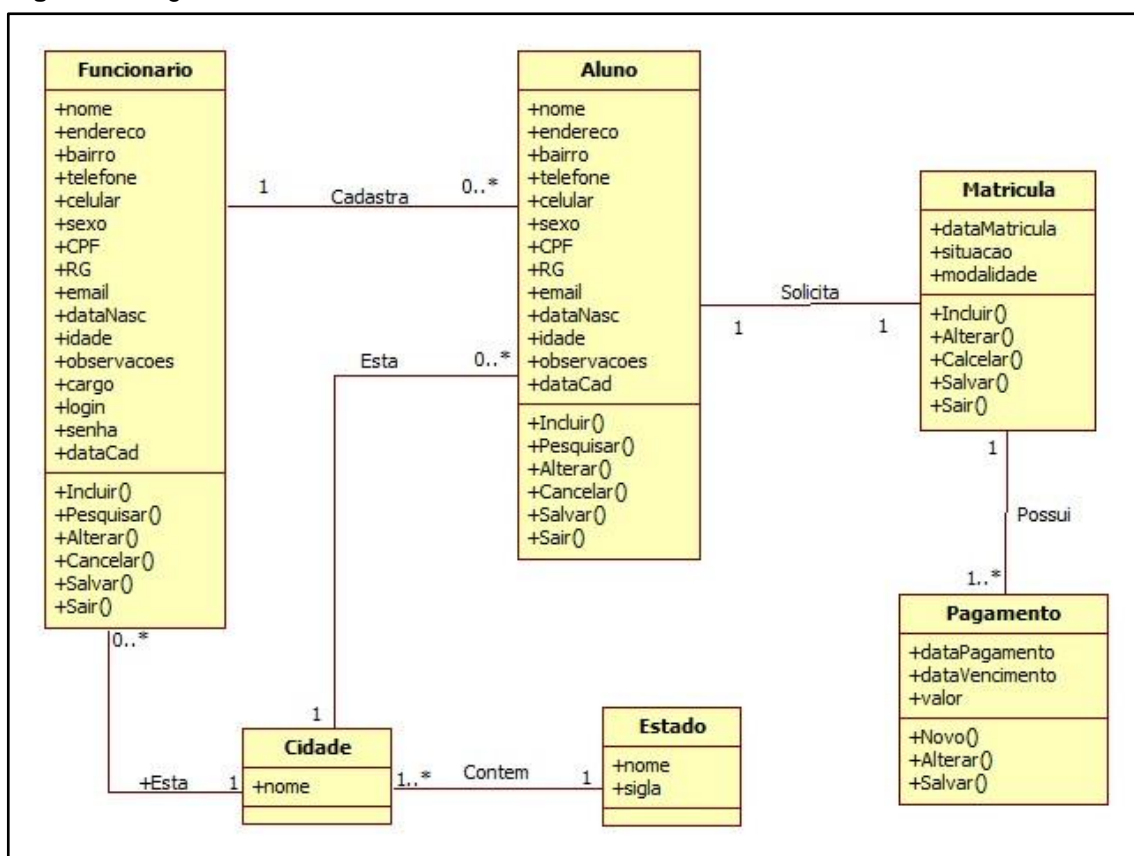 Funcionario
+nome
+endereco
+bairro
+telefone
+celular
+sexo
+CPF
+RG
+email
+dataNasc
+idade
+observacoes
+cargo
+login
+senha
+dataCad
+Incluir()
+Pesquisar()
+Alterar()
+Cancelar()
+Salvar()
+Sair()
1
Cadastra
0..*
Aluno
+nome
+endereco
+bairro
+telefone
+celular
+sexo
+CPF
+RG
+email
+dataNasc
+idade
+observacoes
+dataCad
+Incluir()
+Pesquisar()
+Alterar()
+Cancelar()
+Salvar()
+Sair()
Solicita
1
1
Matricula
+dataMatricula
+situacao
+modalidade
+Incluir()
+Alterar()
+Calcelar()
+Salvar()
+Sair()
1
Possui
1..*
Pagamento
+dataPagamento
+dataVencimento
+valor
+Novo()
+Alterar()
+Salvar()
Esta
0..*
1
0..*
+Esta
1
Cidade
+nome
1..*
Contem
1
Estado
+nome
+sigla